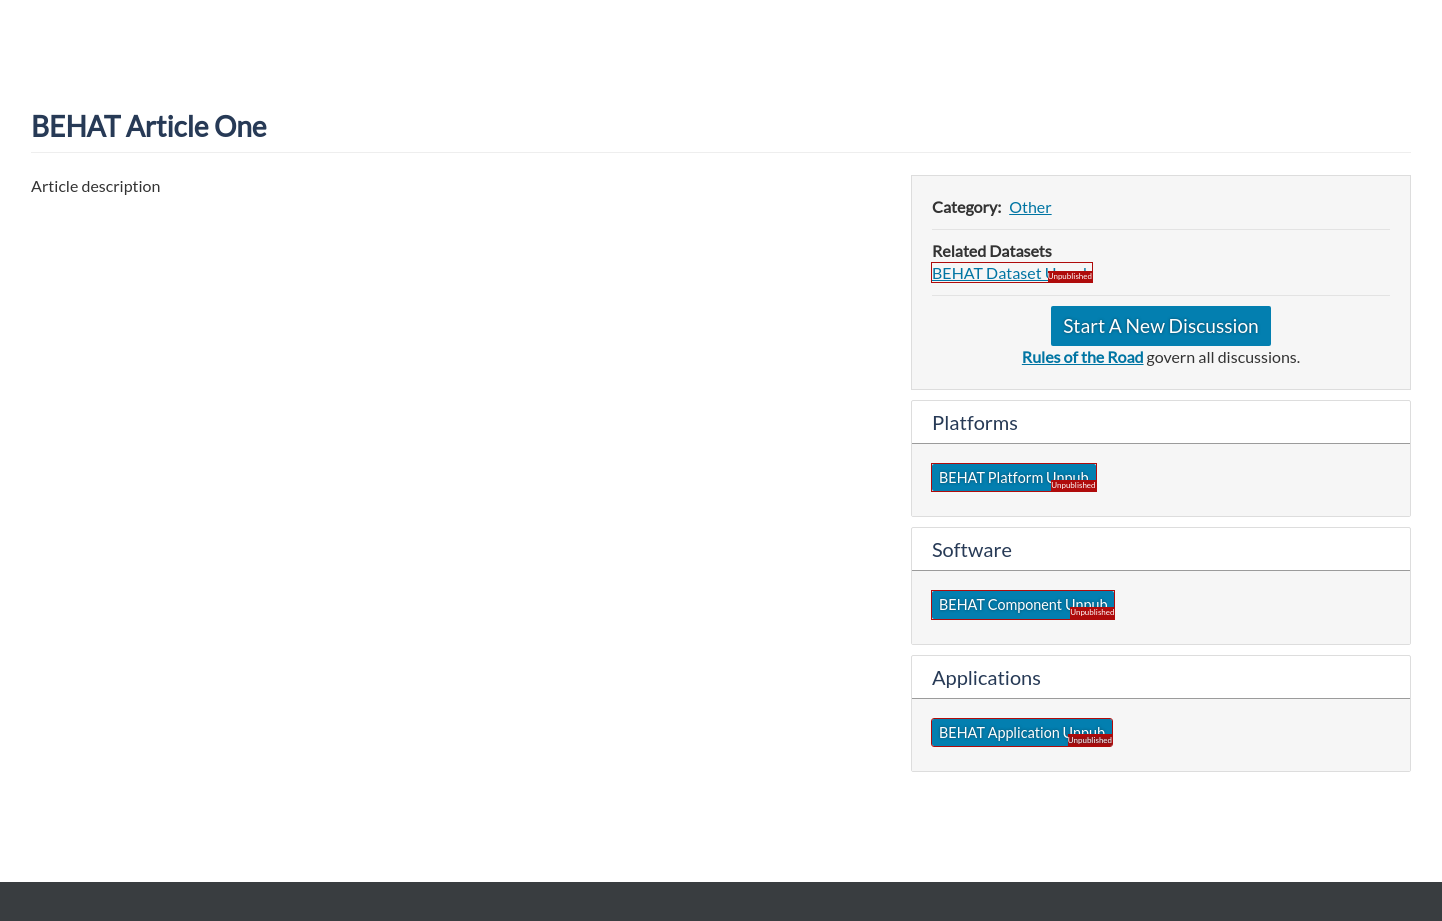 BEHAT Article One
Article description
Category: Other
Related Datasets
BEHAT Dataset Unpub
Unpublished
Start A New Discussion
Rules of the Road govern all discussions.
Platforms
BEHAT Platform Unpub
Unpublished
Software
BEHAT Component Unpub
Unpublished
Applications
BEHAT Application Unpub
Unpublished